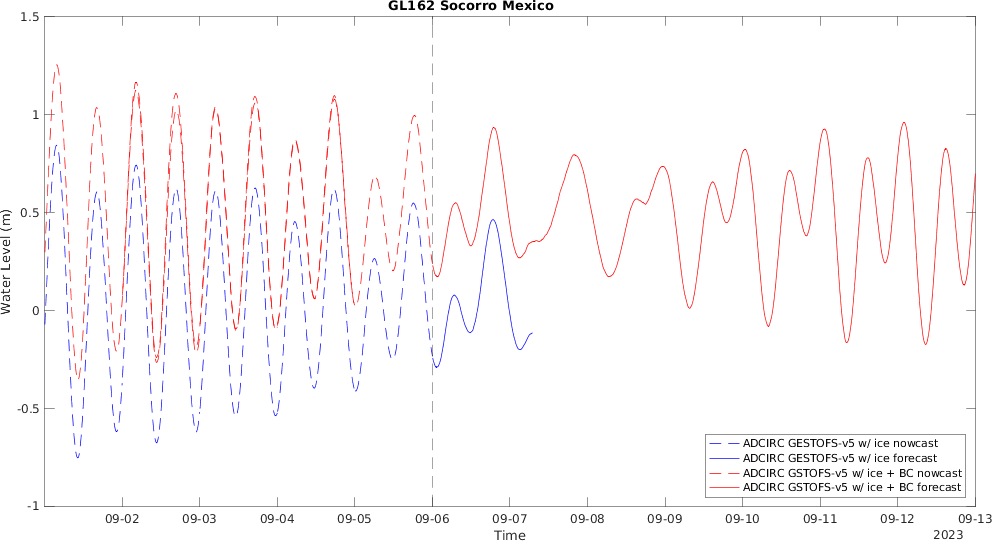 GL162 Socorro Mexico
1.5
1
0.5
0
-0.5
-1
Water Level (m)
09-02 09-03 09-04 09-05 09-06 09-07 09-08 09-09 09-10 09-11 09-12 09-13
Time
2023
ADCIRC GESTOFS-v5 w/ ice nowcast
ADCIRC GESTOFS-v5 w/ ice forecast
ADCIRC GSTOFS-v5 w/ ice + BC nowcast
ADCIRC GSTOFS-v5 w/ ice + BC forecast